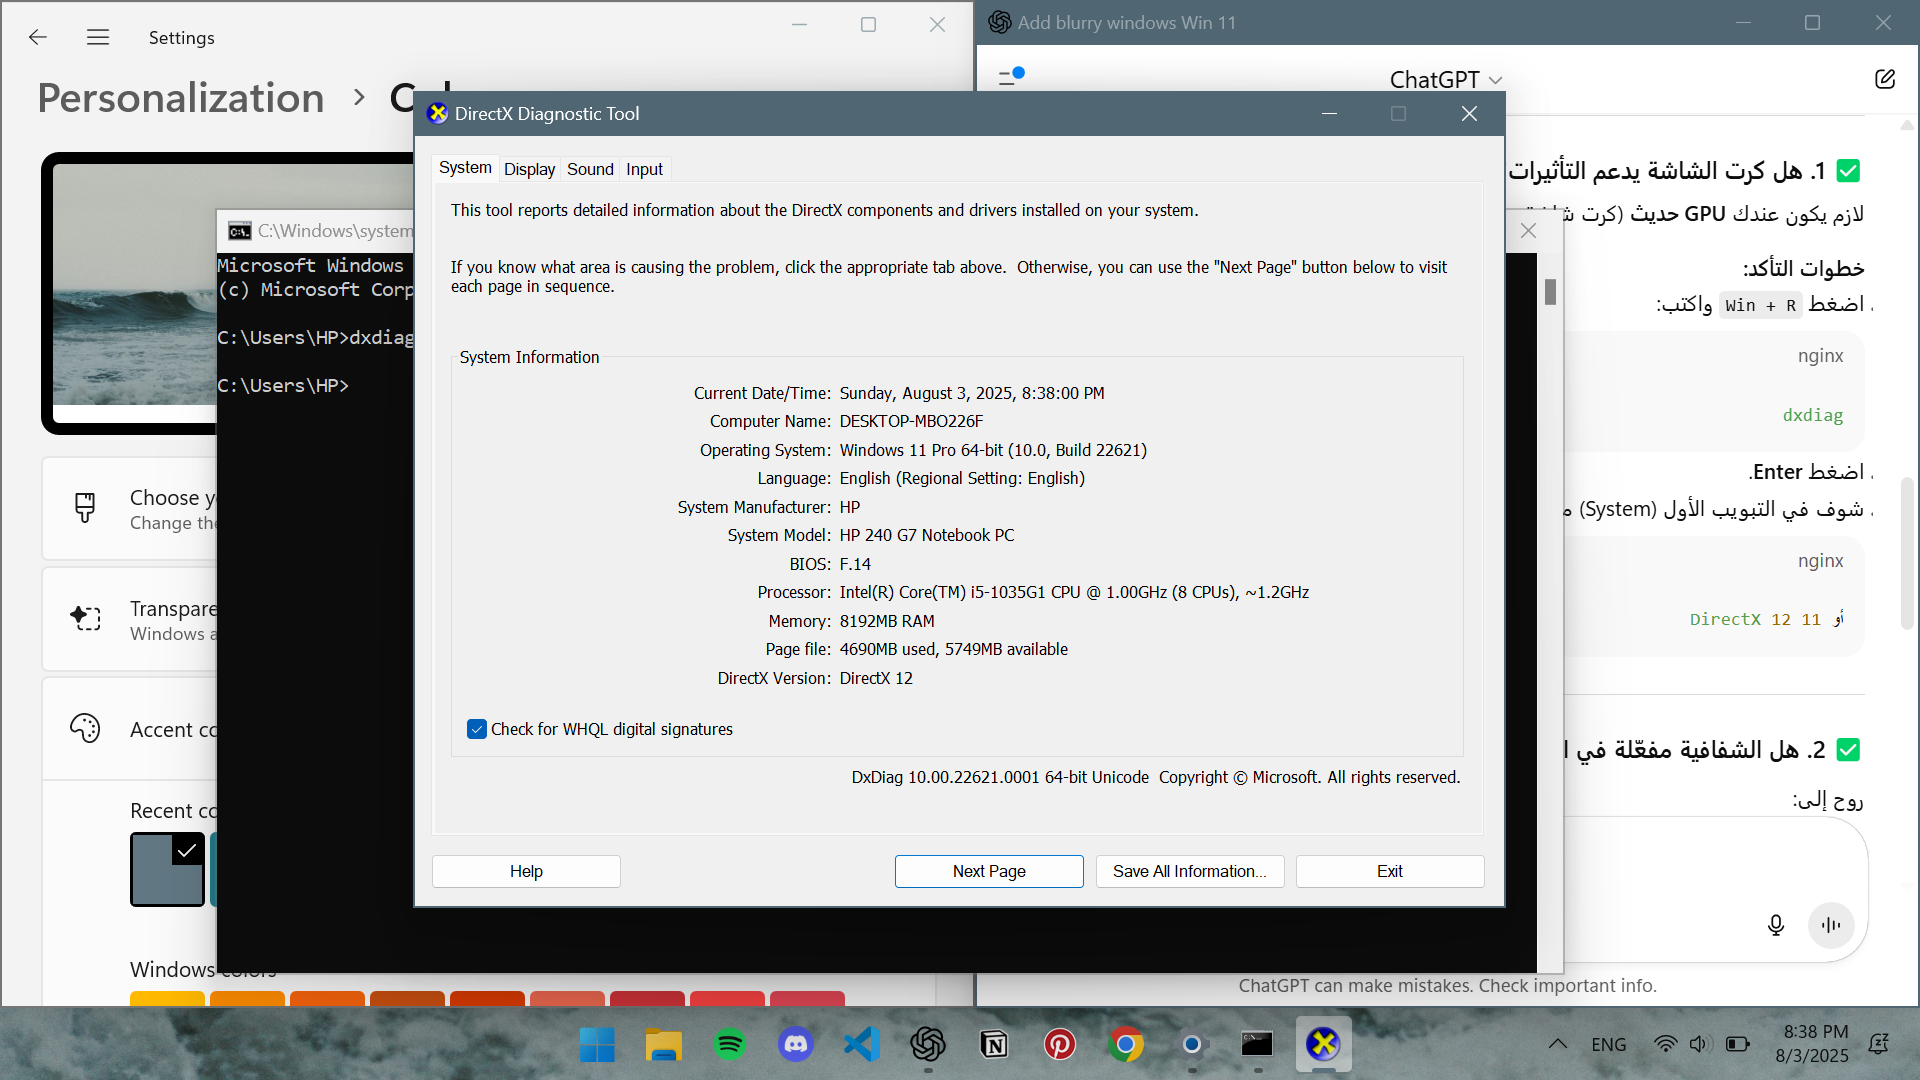 Settings
Personalization
Add blurry windows Win 11
ChatGPT
DirectX Diagnostic Tool
System
Display
Sound
Input
This tool reports detailed information about the DirectX components and drivers installed on your system.
If you know what area is causing the problem, click the appropriate tab above.  Otherwise, you can use the "Next Page" button below to visit
each page in sequence.
System Information
Current Date/Time: Sunday, August 3, 2025, 8:38:00 PM
Computer Name: DESKTOP-MBO226F
Operating System: Windows 11 Pro 64-bit (10.0, Build 22621)
Language: English (Regional Setting: English)
System Manufacturer: HP
System Model: HP 240 G7 Notebook PC
BIOS: F.14
Processor: Intel(R) Core(TM) i5-1035G1 CPU @ 1.00GHz (8 CPUs), ~1.2GHz
Memory: 8192MB RAM
Page file: 4690MB used, 5749MB available
DirectX Version: DirectX 12
Check for WHQL digital signatures
DxDiag 10.00.22621.0001 64-bit Unicode  Copyright © Microsoft. All rights reserved.
Help
Next Page
Save All Information...
Exit
C:\Windows\system
Microsoft Windows
(c) Microsoft Corp
C:\Users\HP>dxdiag
C:\Users\HP>
Choose
Change
Windows
Accent
Recent
Windows colors
1. هل كرت الشاشة يدعم التأثيرات
لازم يكون عندك GPU حديث (كرت
خطوات التأكد:
اضغط Win + R واكتب:
nginx
dxdiag
اضغط Enter.
شوف في التبويب الأول (System)
nginx
DirectX 12 أو 11
2. هل الشفافية مفعّلة في
روح إلى:
ChatGPT can make mistakes. Check important info.
ENG
8:38 PM
8/3/2025